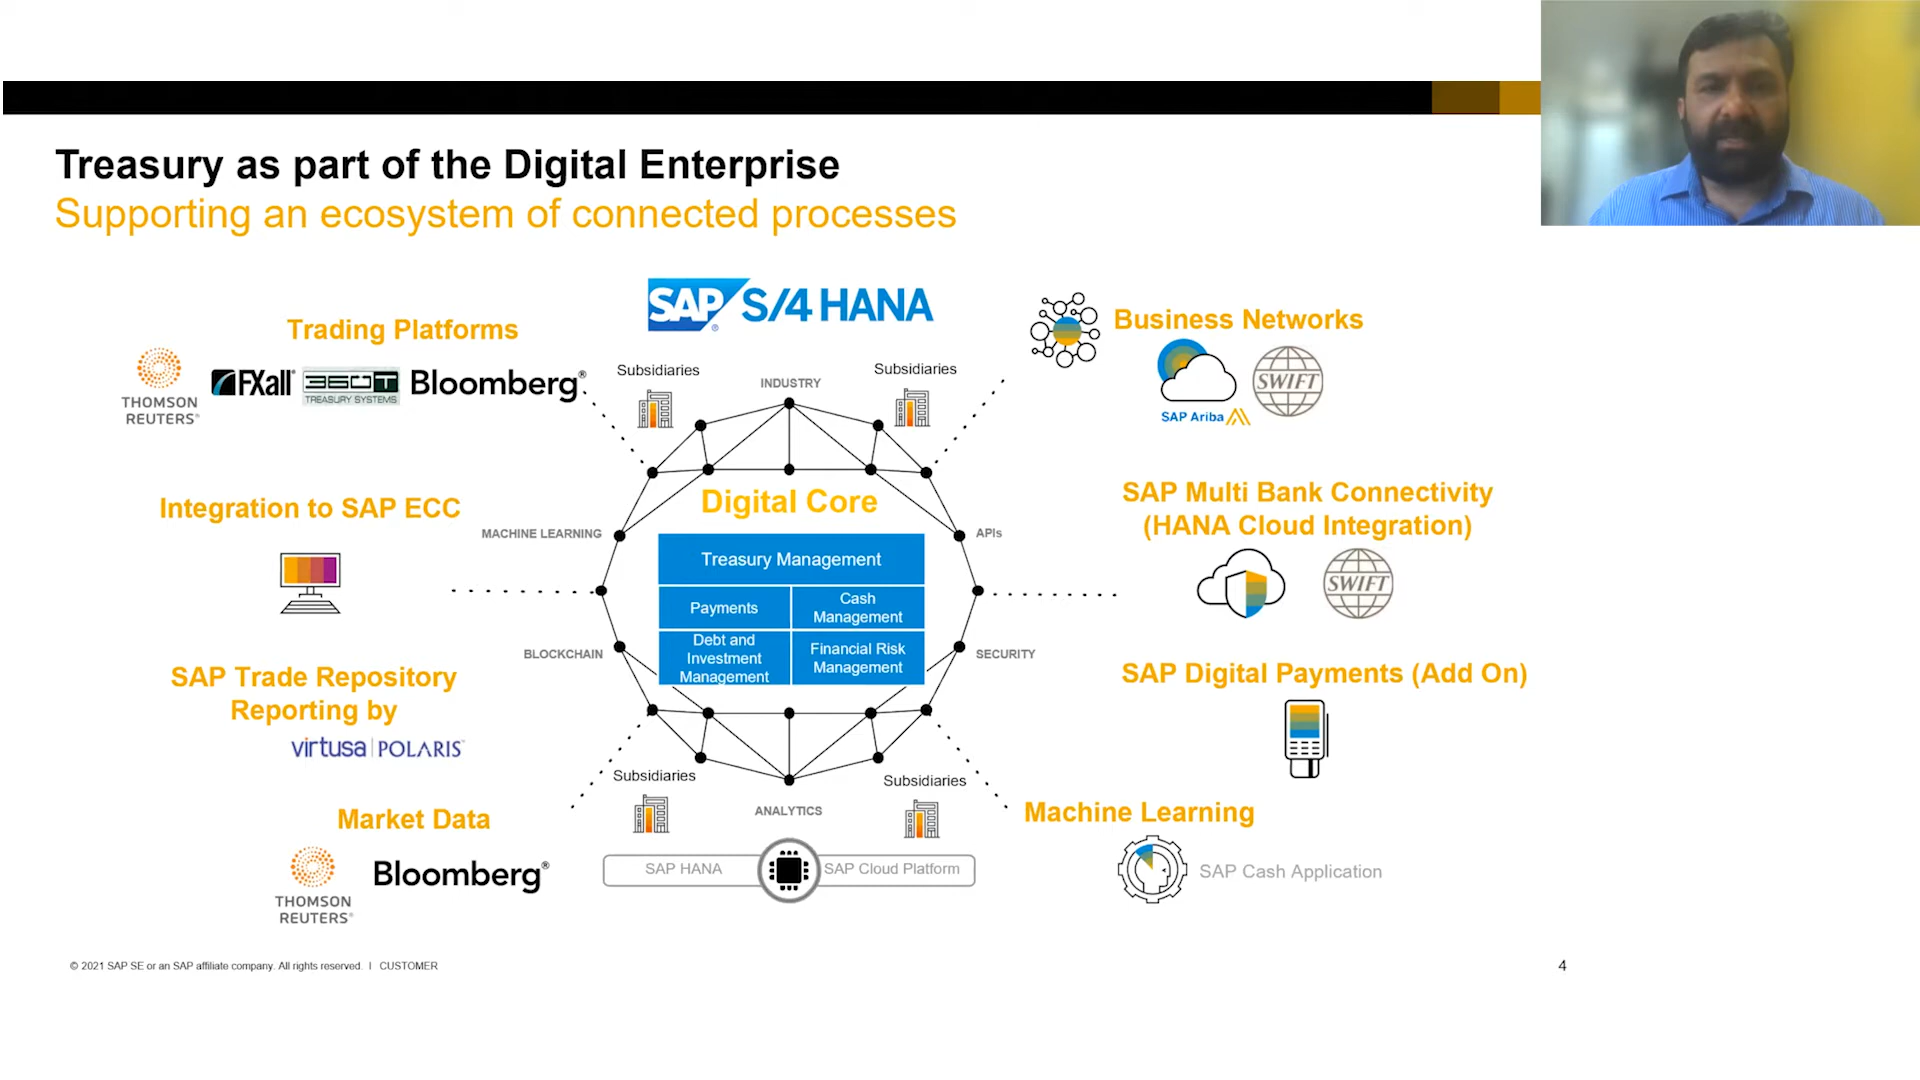 Treasury as part of the Digital Enterprise
Supporting an ecosystem of connected processes
SAP® S/4 HANA
Trading Platforms
THOMSON
REUTERS®
FXall®
360T
TREASURY SYSTEMS
Bloomberg®
Subsidiaries
INDUSTRY
Subsidiaries
Business Networks
SAP Ariba
SWIFT
Integration to SAP ECC
MACHINE LEARNING
Digital Core
APIs
SAP Multi Bank Connectivity
(HANA Cloud Integration)
SWIFT
Treasury Management
Payments
Cash
Management
Debt and
Investment
Management
Financial Risk
Management
BLOCKCHAIN
SECURITY
SAP Trade Repository
Reporting by
virtusa | POLARIS™
SAP Digital Payments (Add On)
Subsidiaries
ANALYTICS
Subsidiaries
Market Data
THOMSON
REUTERS®
Bloomberg®
SAP HANA
SAP Cloud Platform
Machine Learning
SAP Cash Application
© 2021 SAP SE or an SAP affiliate company. All rights reserved. | CUSTOMER
4